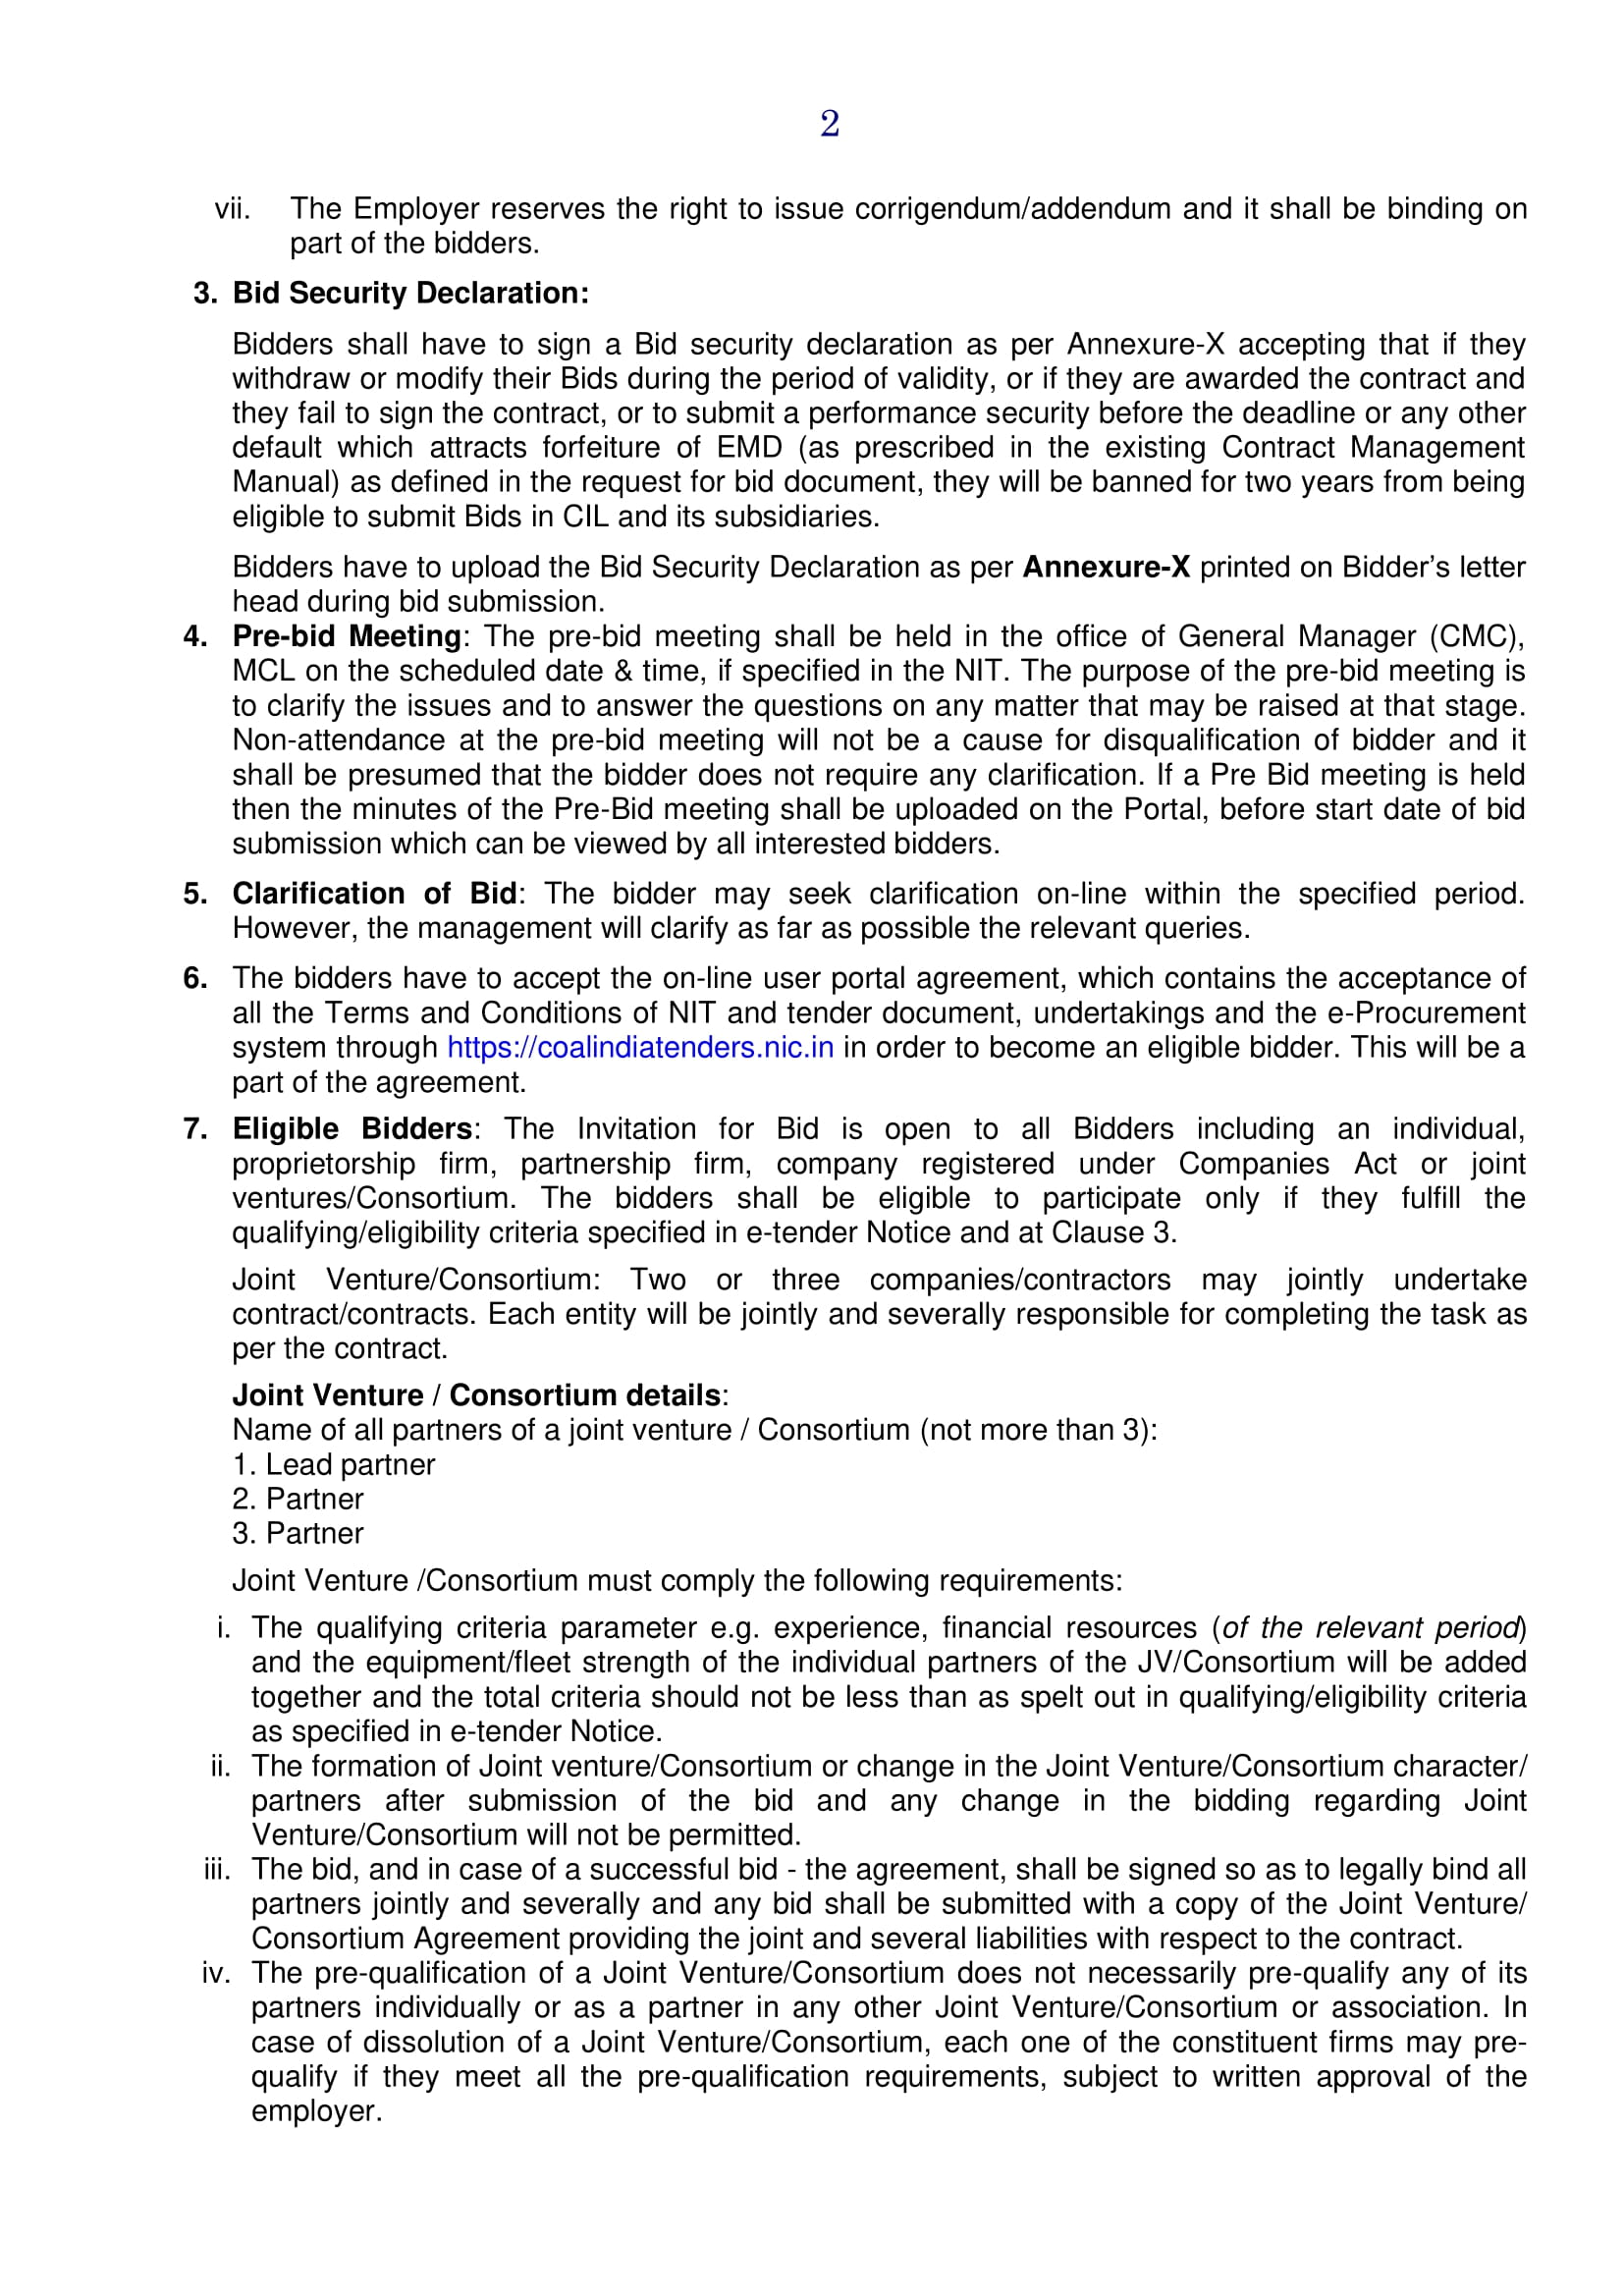 2
vii. The Employer reserves the right to issue corrigendum/addendum and it shall be binding on
part of the bidders.
3. Bid Security Declaration:
Bidders shall have to sign a Bid security declaration as per Annexure-X accepting that if they
withdraw or modify their Bids during the period of validity, or if they are awarded the contract and
they fail to sign the contract, or to submit a performance security before the deadline or any other
default which attracts forfeiture of EMD (as prescribed in the existing Contract Management
Manual) as defined in the request for bid document, they will be banned for two years from being
eligible to submit Bids in CIL and its subsidiaries.
Bidders have to upload the Bid Security Declaration as per Annexure-X printed on Bidder’s letter
head during bid submission.
4. Pre-bid Meeting: The pre-bid meeting shall be held in the office of General Manager (CMC),
MCL on the scheduled date & time, if specified in the NIT. The purpose of the pre-bid meeting is
to clarify the issues and to answer the questions on any matter that may be raised at that stage.
Non-attendance at the pre-bid meeting will not be a cause for disqualification of bidder and it
shall be presumed that the bidder does not require any clarification. If a Pre Bid meeting is held
then the minutes of the Pre-Bid meeting shall be uploaded on the Portal, before start date of bid
submission which can be viewed by all interested bidders.
5. Clarification of Bid: The bidder may seek clarification on-line within the specified period.
However, the management will clarify as far as possible the relevant queries.
6. The bidders have to accept the on-line user portal agreement, which contains the acceptance of
all the Terms and Conditions of NIT and tender document, undertakings and the e-Procurement
system through https://coalindiatenders.nic.in in order to become an eligible bidder. This will be a
part of the agreement.
7. Eligible Bidders: The Invitation for Bid is open to all Bidders including an individual,
proprietorship firm, partnership firm, company registered under Companies Act or joint
ventures/Consortium. The bidders shall be eligible to participate only if they fulfill the
qualifying/eligibility criteria specified in e-tender Notice and at Clause 3.
Joint Venture/Consortium: Two or three companies/contractors may jointly undertake
contract/contracts. Each entity will be jointly and severally responsible for completing the task as
per the contract.
Joint Venture / Consortium details:
Name of all partners of a joint venture / Consortium (not more than 3):
1. Lead partner
2. Partner
3. Partner
Joint Venture /Consortium must comply the following requirements:
i. The qualifying criteria parameter e.g. experience, financial resources (of the relevant period)
and the equipment/fleet strength of the individual partners of the JV/Consortium will be added
together and the total criteria should not be less than as spelt out in qualifying/eligibility criteria
as specified in e-tender Notice.
ii. The formation of Joint venture/Consortium or change in the Joint Venture/Consortium character/
partners after submission of the bid and any change in the bidding regarding Joint
Venture/Consortium will not be permitted.
iii. The bid, and in case of a successful bid - the agreement, shall be signed so as to legally bind all
partners jointly and severally and any bid shall be submitted with a copy of the Joint Venture/
Consortium Agreement providing the joint and several liabilities with respect to the contract.
iv. The pre-qualification of a Joint Venture/Consortium does not necessarily pre-qualify any of its
partners individually or as a partner in any other Joint Venture/Consortium or association. In
case of dissolution of a Joint Venture/Consortium, each one of the constituent firms may pre-
qualify if they meet all the pre-qualification requirements, subject to written approval of the
employer.